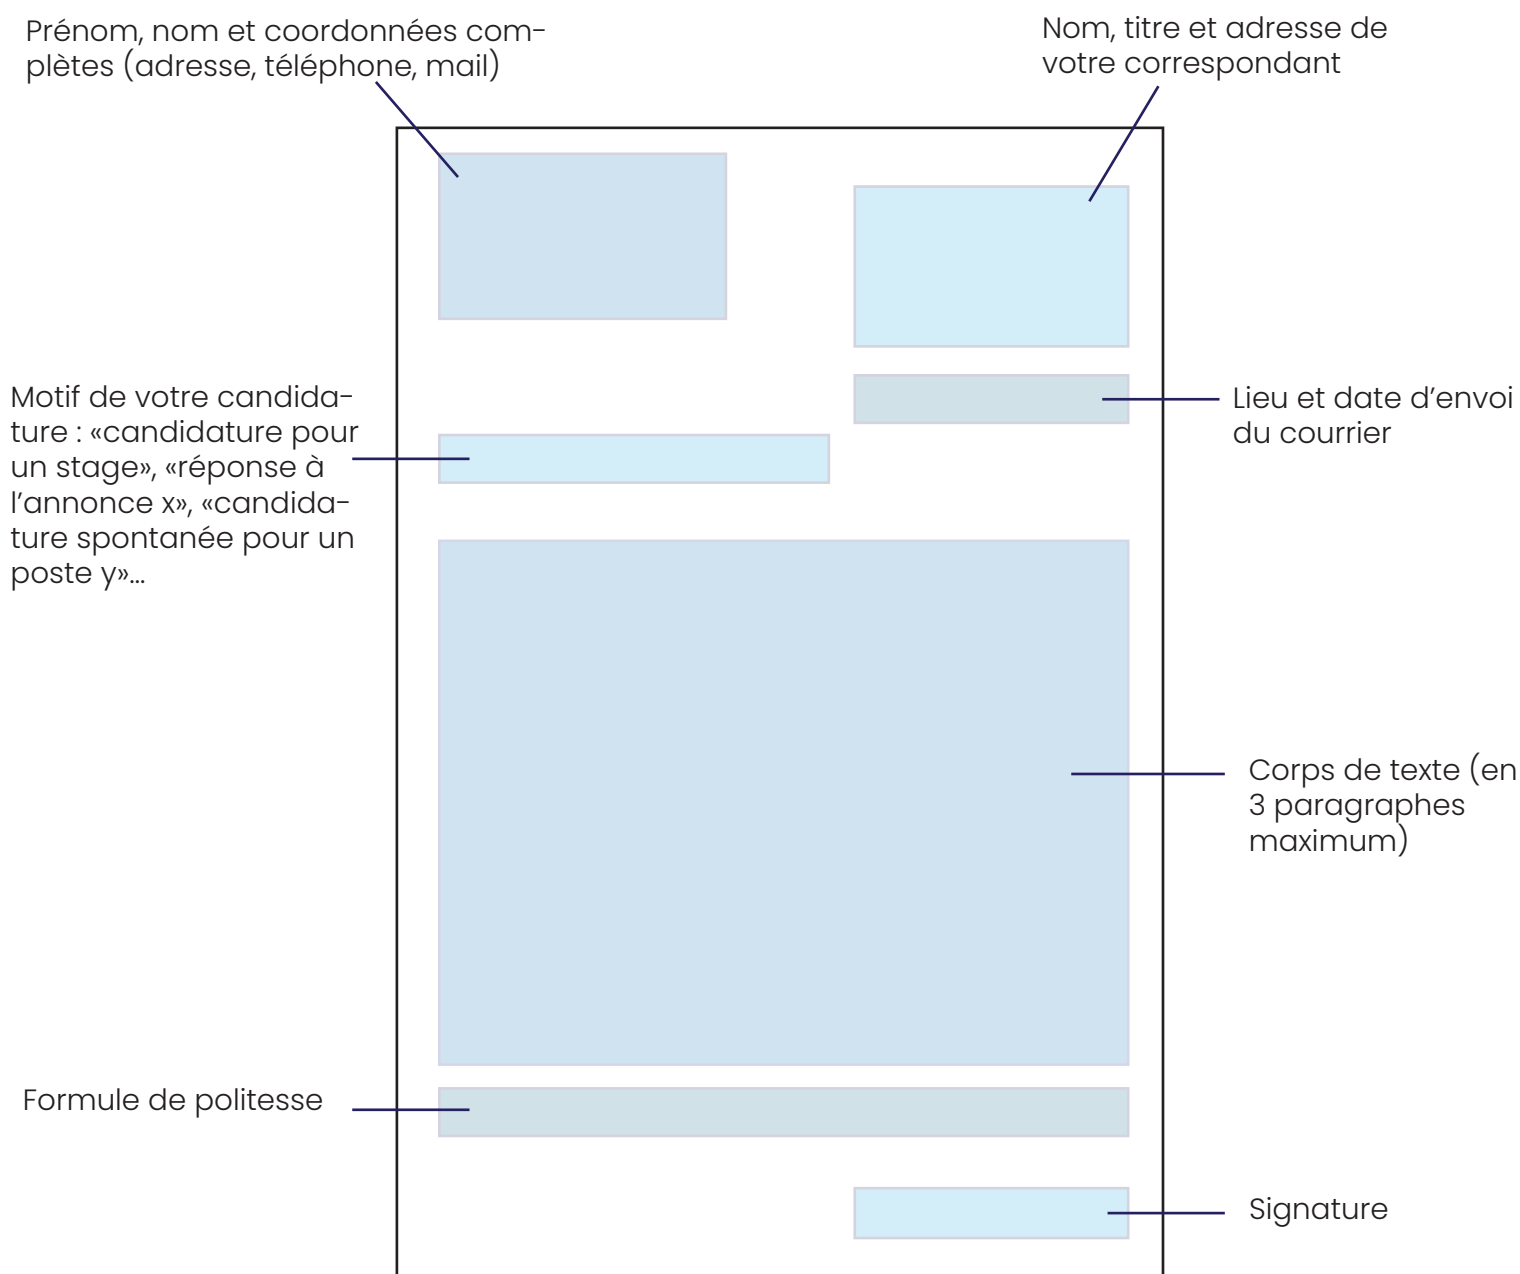 Prénom, nom et coordonnées com-
plètes (adresse, téléphone, mail)
Nom, titre et adresse de
votre correspondant
Motif de votre candida-
ture : «candidature pour
un stage», «réponse à
l’annonce x», «candida-
ture spontanée pour un
poste y»...
Lieu et date d’envoi
du courrier
Corps de texte (en
3 paragraphes
maximum)
Formule de politesse
Signature